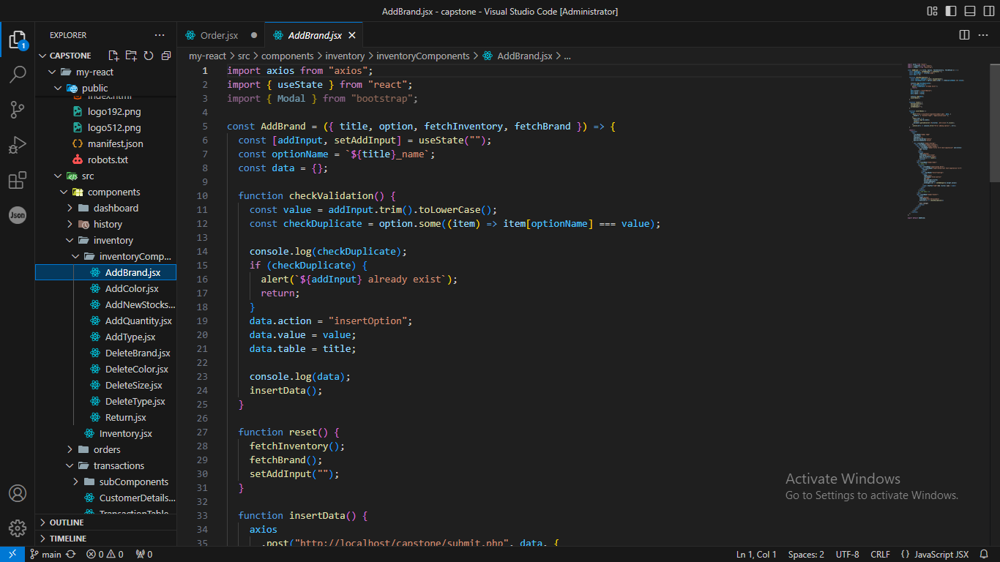 AddBrand.jsx - capstone - Visual Studio Code [Administrator]
EXPLORER
Order.jsx
AddBrand.jsx
CAPSTONE
my-react > src > components > inventory > inventoryComponents > AddBrand.jsx > ...
my-react
public
index.html
logo192.png
logo512.png
manifest.json
robots.txt
src
components
dashboard
history
inventory
inventoryComp...
AddBrand.jsx
AddColor.jsx
AddNewStocks...
AddQuantity.jsx
AddType.jsx
DeleteBrand.jsx
DeleteColor.jsx
DeleteSize.jsx
DeleteType.jsx
Return.jsx
Inventory.jsx
orders
transactions
subComponents
CustomerDetails...
OUTLINE
TIMELINE
1
Json
1 import axios from "axios";
2 import { useState } from "react";
3 import { Modal } from "bootstrap";
4
5 const AddBrand = ({ title, option, fetchInventory, fetchBrand }) => {
6 const [addInput, setAddInput] = useState("");
7 const optionName = `${title}_name`;
8 const data = {};
9
10 function checkValidation() {
11 const value = addInput.trim().toLowerCase();
12 const checkDuplicate = option.some((item) => item[optionName] === value);
13
14 console.log(checkDuplicate);
15 if (checkDuplicate) {
16 alert(`${addInput} already exist`);
17 return;
18 }
19 data.action = "insertOption";
20 data.value = value;
21 data.table = title;
22
23 console.log(data);
24 insertData();
25 }
26
27 function reset() {
28 fetchInventory();
29 fetchBrand();
30 setAddInput("");
31 }
32
33 function insertData() {
34 axios
35 .post("http://localhost/capstone/submit.php", data, {
Activate Windows
Go to Settings to activate Windows.
main
0
0
0
Ln 1, Col 1
Spaces: 2
UTF-8
CRLF
{ } JavaScript JSX